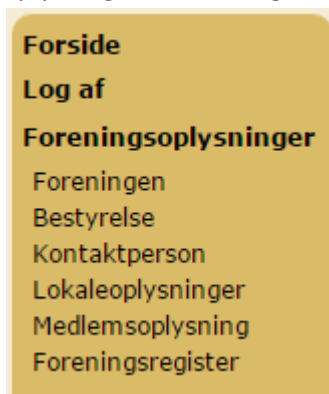 Forside
Log af
Foreningsoplysninger
Foreningen
Bestyrelse
Kontaktperson
Lokaleoplysninger
Medlemsoplysning
Foreningsregister